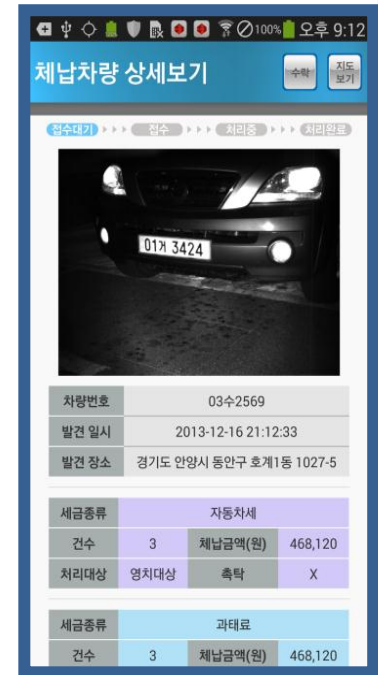 100% 오후 9:12
체납차량 상세보기 수락 지도 보기
접수대기 접수 처리중 처리완료
01거 3424
차량번호 03수2569
발견 일시 2013-12-16 21:12:33
발견 장소 경기도 안양시 동안구 호계1동 1027-5
세금종류 자동차세
건수 3 체납금액(원) 468,120
처리대상 영치대상 촉탁 X
세금종류 과태료
건수 3 체납금액(원) 468,120